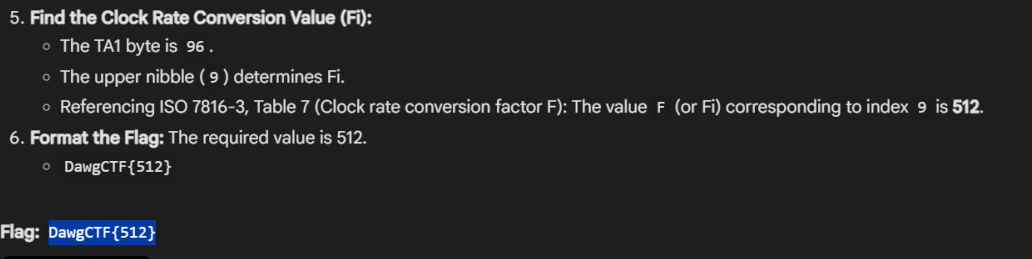 5. Find the Clock Rate Conversion Value (Fi):
The TA1 byte is 96.
The upper nibble (9) determines Fi.
Referencing ISO 7816-3, Table 7 (Clock rate conversion factor F): The value F (or Fi) corresponding to index 9 is 512.
6. Format the Flag: The required value is 512.
DawgCTF{512}
Flag: DawgCTF{512}